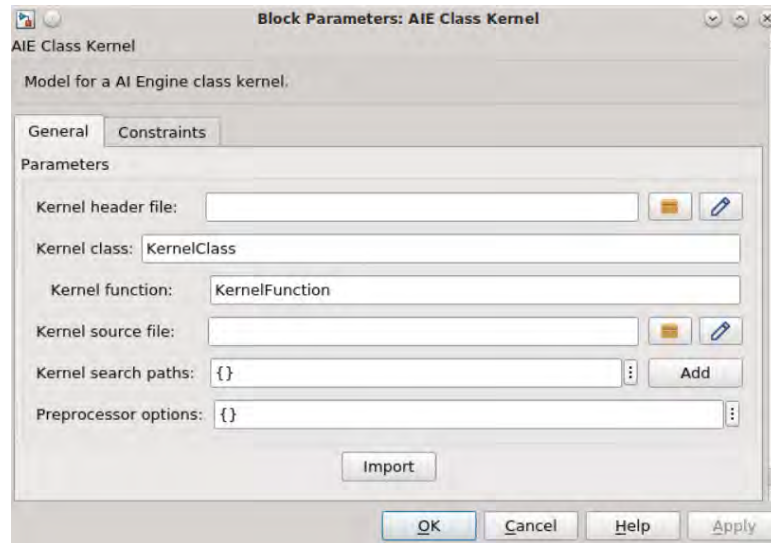 Block Parameters: AIE Class Kernel
AIE Class Kernel
Model for a AI Engine class kernel.
General Constraints
Parameters
Kernel header file:
Kernel class: KernelClass
Kernel function: KernelFunction
Kernel source file:
Kernel search paths: {} Add
Preprocessor options: {}
Import
OK Cancel Help Apply